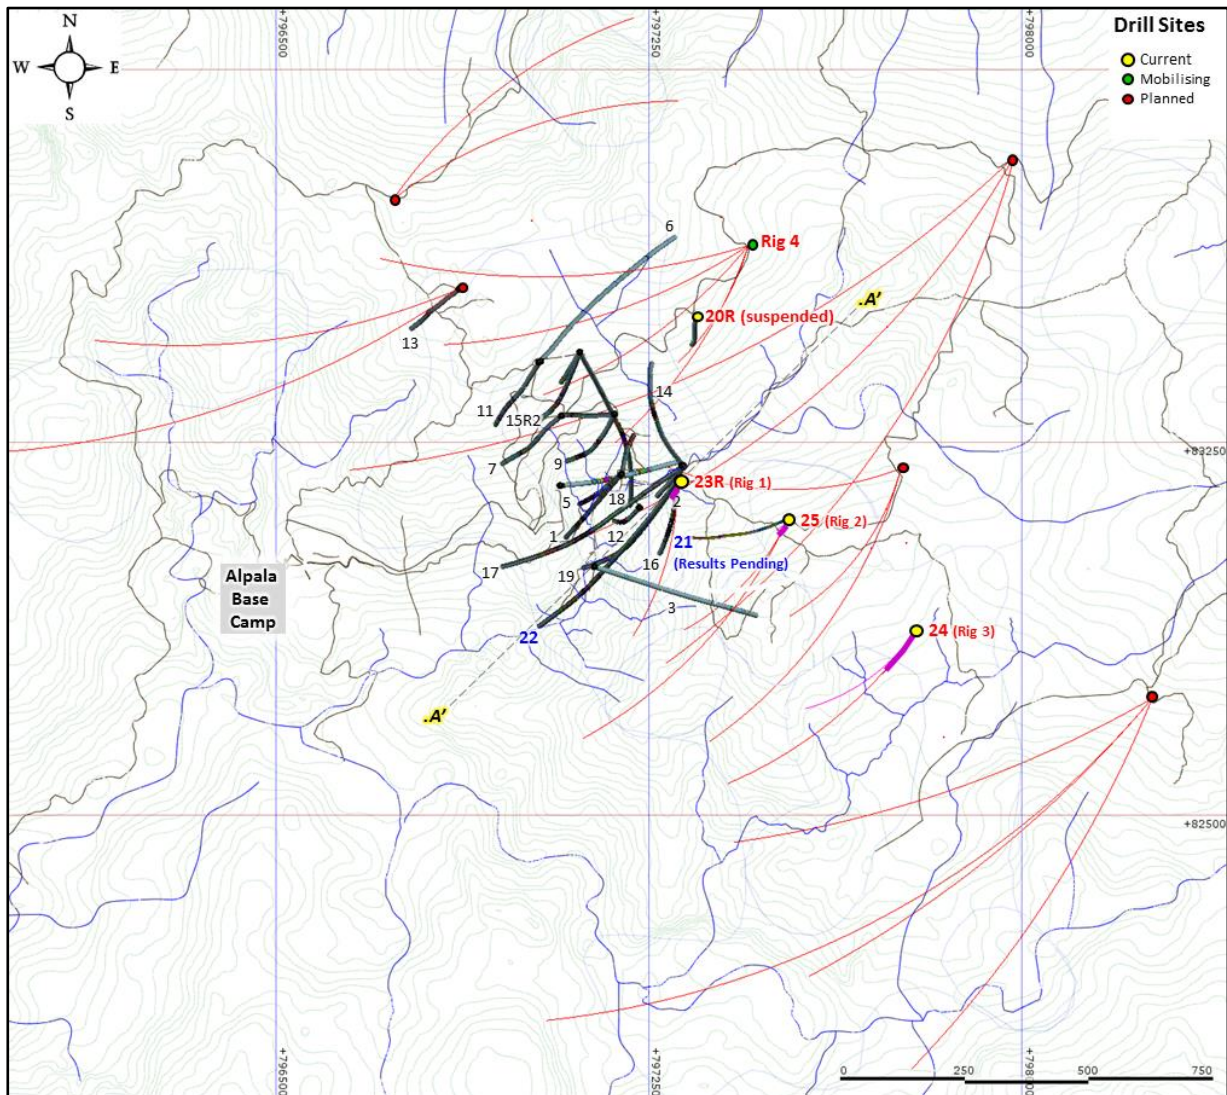 N
W E
S
+796500
+797250
+798000
Drill Sites
Current
Mobilising
Planned
6
Rig 4
.A'
20R (suspended)
13
14
11
15R2
+83250
7
9
23R (Rig 1)
5
18
2
25 (Rig 2)
1
12
21
(Results Pending)
16
17
19
Alpala
Base
Camp
3
22
24 (Rig 3)
.A'
+82500
+796500
+797250
+798000
0 250 500 750